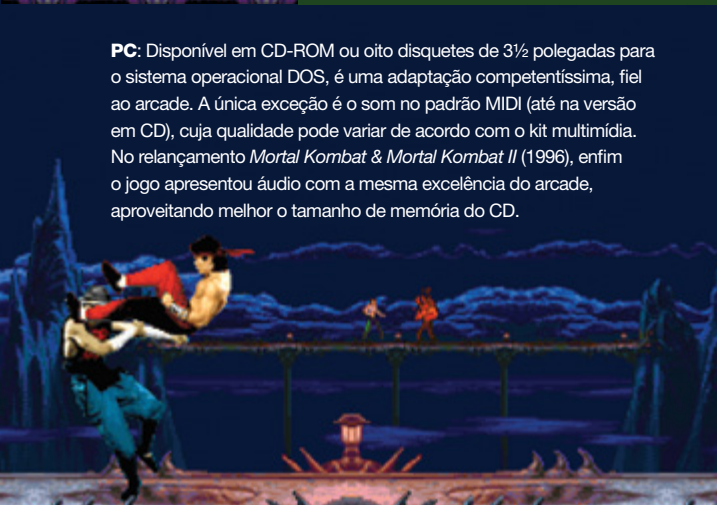 PC: Disponível em CD-ROM ou oito disquetes de 3½ polegadas para
o sistema operacional DOS, é uma adaptação competentíssima, fiel
ao arcade. A única exceção é o som no padrão MIDI (até na versão
em CD), cuja qualidade pode variar de acordo com o kit multimídia.
No relançamento Mortal Kombat & Mortal Kombat II (1996), enfim
o jogo apresentou áudio com a mesma excelência do arcade,
aproveitando melhor o tamanho de memória do CD.